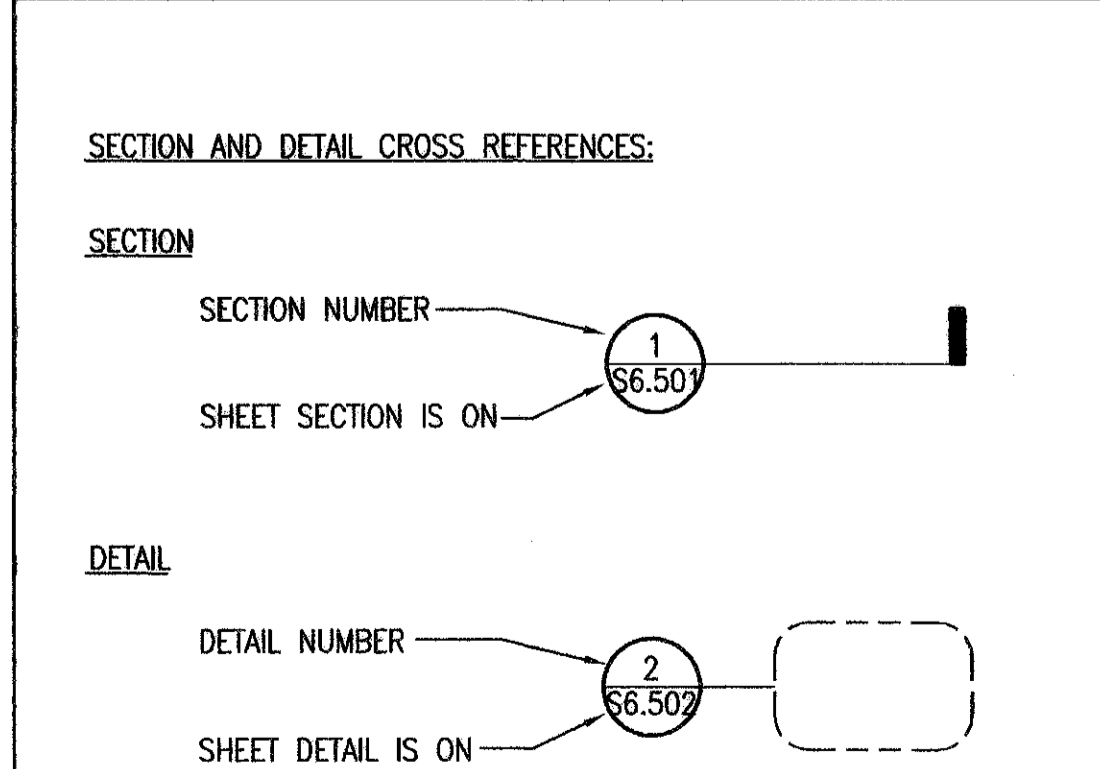 SECTION AND DETAIL CROSS REFERENCES:
SECTION
SECTION NUMBER
1
S6.501
SHEET SECTION IS ON
DETAIL
DETAIL NUMBER
2
S6.502
SHEET DETAIL IS ON